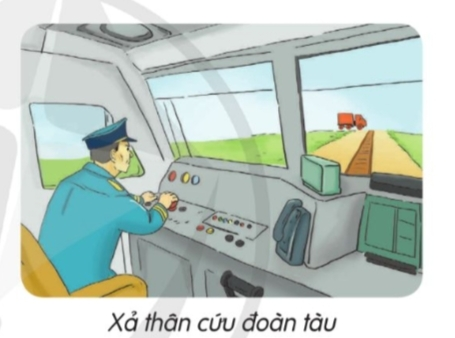 Xả thân cứu đoàn tàu